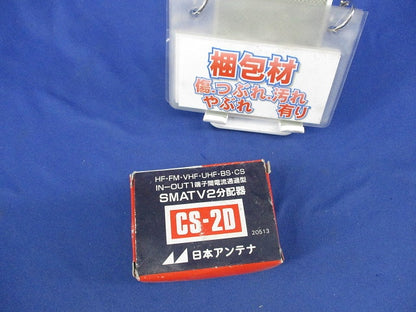 梱包材
傷つぶれ、汚れ
やぶれ 有り
HF・FM・VHF・UHF・BS・CS
IN-OUT1端子間電流通過型
SMATV2分配器
CS-2D
20513
日本アンテナ